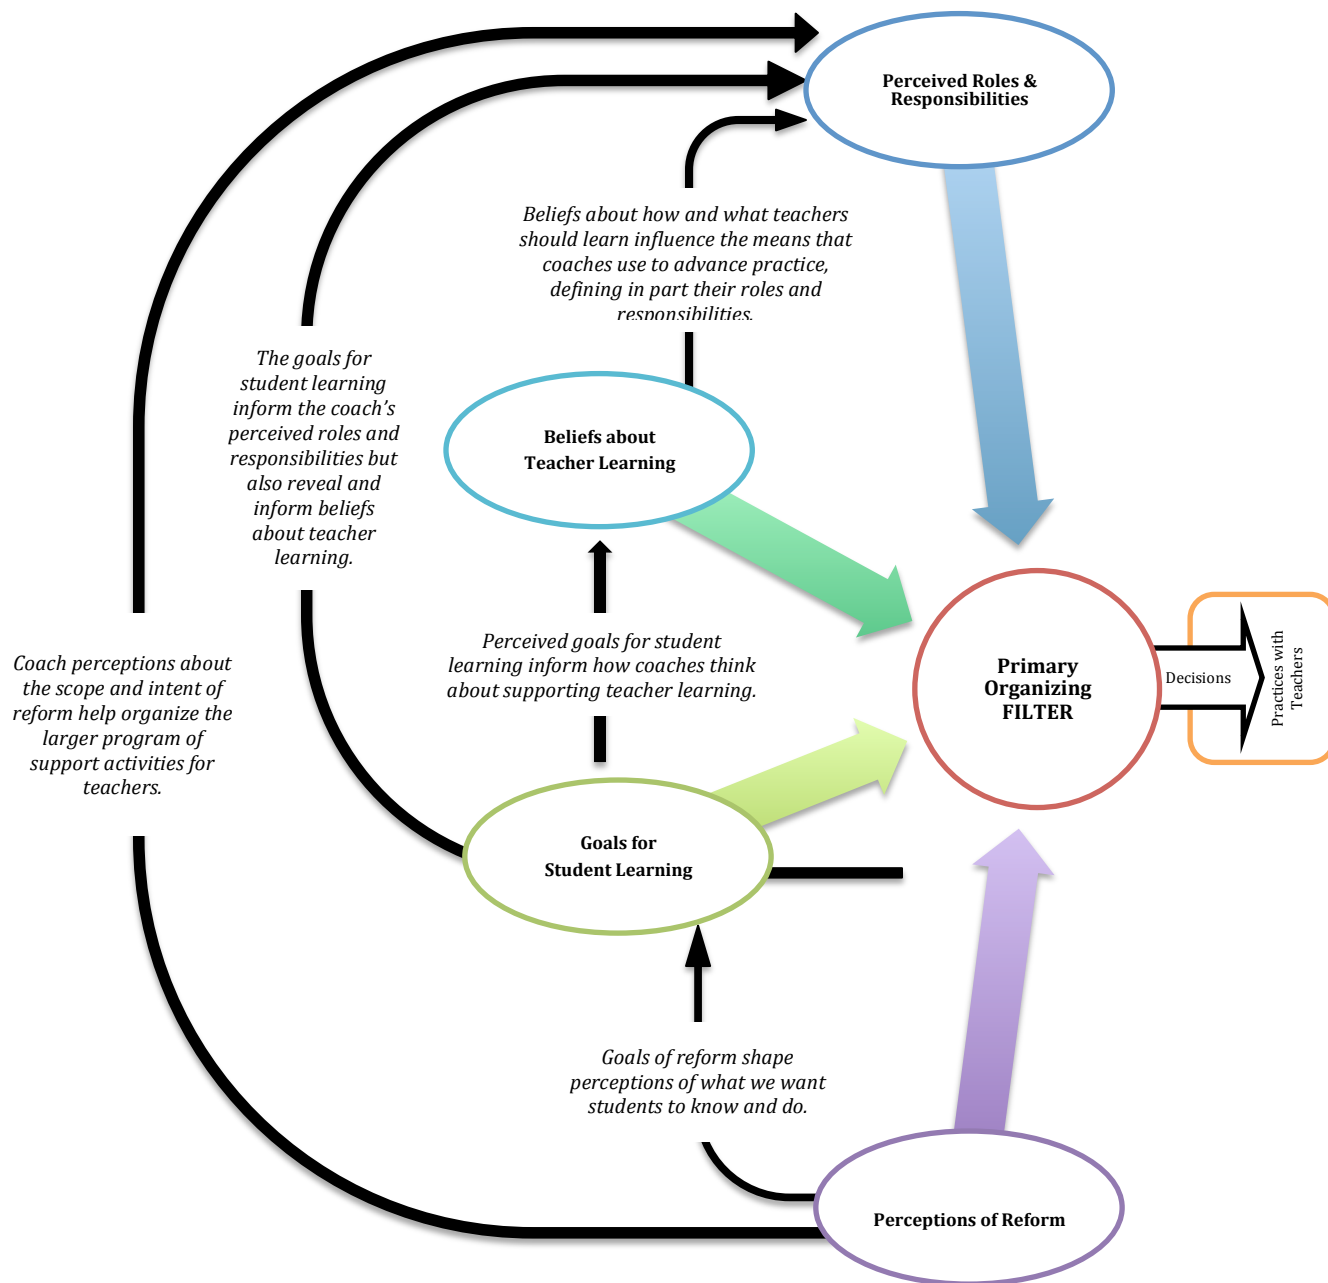 Perceived Roles &
Responsibilities
Beliefs about how and what teachers
should learn influence the means that
coaches use to advance practice,
defining in part their roles and
responsibilities.
The goals for
student learning
inform the coach’s
perceived roles and
responsibilities but
also reveal and
inform beliefs
about teacher
learning.
Beliefs about
Teacher Learning
Coach perceptions about
the scope and intent of
reform help organize the
larger program of
support activities for
teachers.
Perceived goals for student
learning inform how coaches think
about supporting teacher learning.
Primary
Organizing
FILTER
Decisions
Practices with
Teachers
Goals for
Student Learning
Goals of reform shape
perceptions of what we want
students to know and do.
Perceptions of Reform